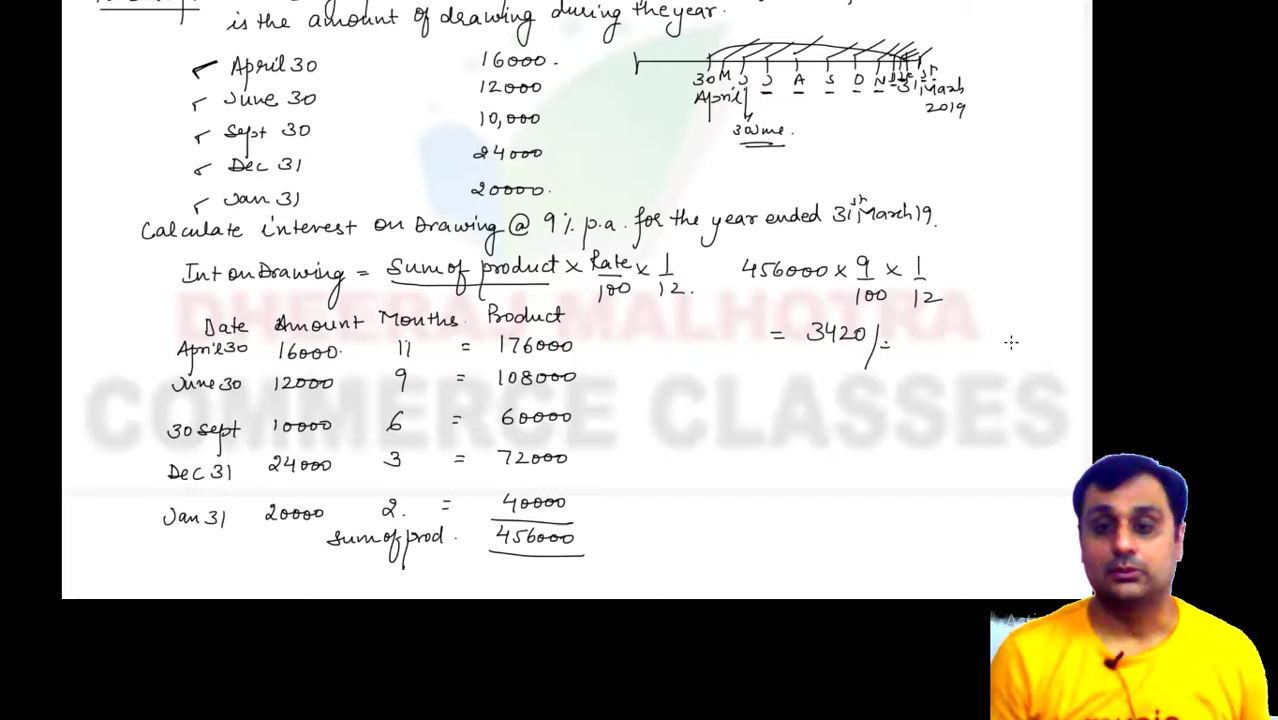 is the amount of drawing during the year.
April 30 16000.
June 30 12000
Sept 30 10,000
Dec 31 24000
Jan 31 20000.
30 M J J A S O N
April 31st March
2019
Calculate interest on Drawing @ 9% p.a. for the year ended 31st March 19.
Int on Drawing = Sum of product × Rate/100 × 1/12.
456000 × 9/100 × 1/12
= 3420/=
Date Amount Months. Product
April 30 16000. 11 = 176000
June 30 12000 9 = 108000
30 Sept 10000 6 = 60000
Dec 31 24000 3 = 72000
Jan 31 20000 2. = 40000
Sum of prod. 456000
DHEERAJ MALHOTRA
COMMERCE CLASSES